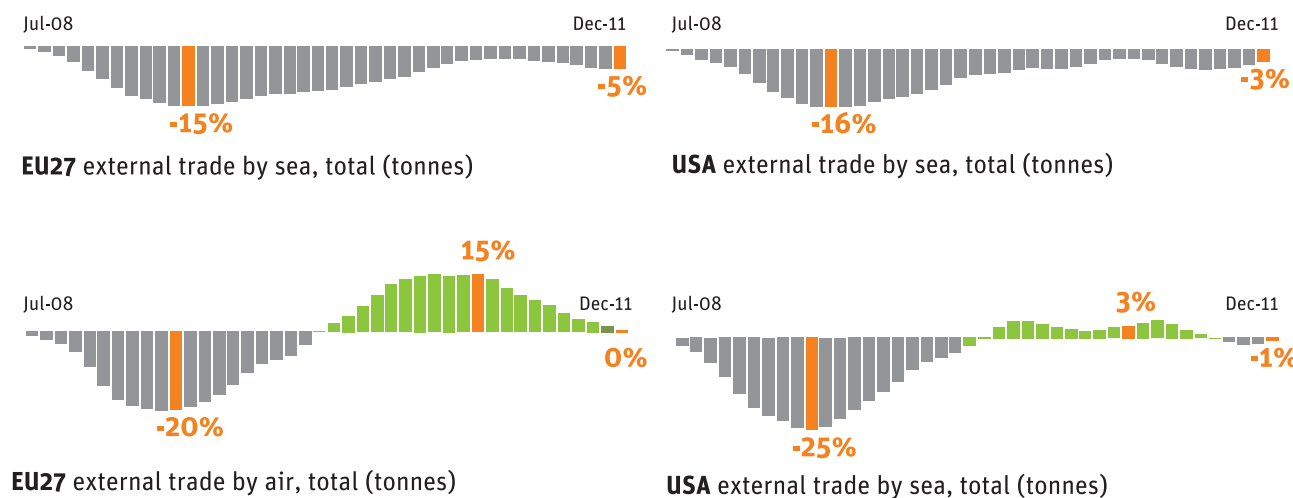 Jul-08 Dec-11
-5%
-15%
EU27 external trade by sea, total (tonnes)
Jul-08 Dec-11
-3%
-16%
USA external trade by sea, total (tonnes)
15%
Jul-08 Dec-11
0%
-20%
EU27 external trade by air, total (tonnes)
Jul-08 3% Dec-11
-1%
-25%
USA external trade by sea, total (tonnes)